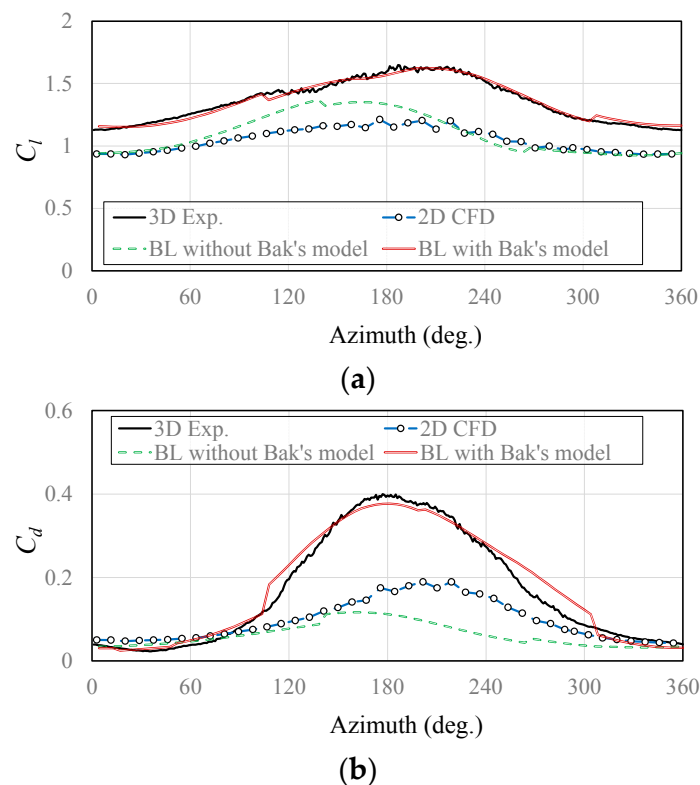 2
1.5
1
0.5
0
C_l
3D Exp. 2D CFD
BL without Bak's model BL with Bak's model
0 60 120 180 240 300 360
Azimuth (deg.)
(a)
0.6
0.4
0.2
0
C_d
3D Exp. 2D CFD
BL without Bak's model BL with Bak's model
0 60 120 180 240 300 360
Azimuth (deg.)
(b)